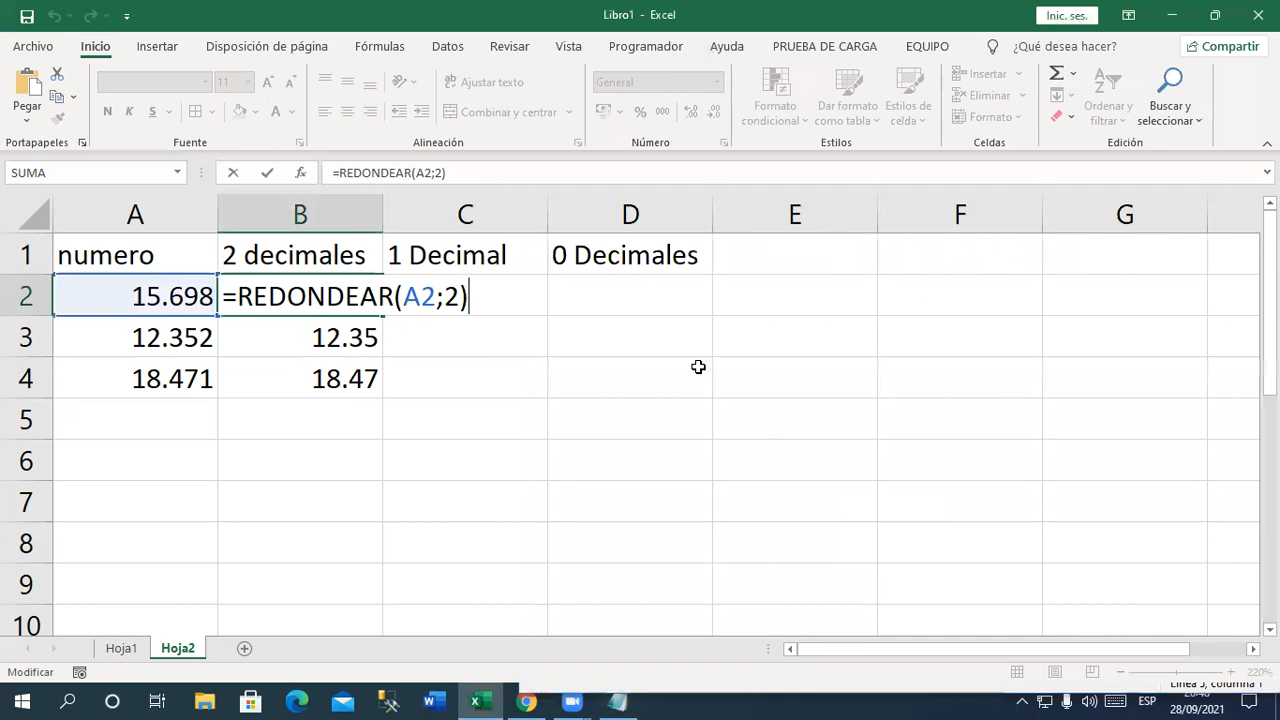 Libro1 - Excel
Inic. ses.
Archivo Inicio Insertar Disposición de página Fórmulas Datos Revisar Vista Programador Ayuda PRUEBA DE CARGA EQUIPO ¿Qué desea hacer? Compartir
Pegar
Portapapeles
11
N K S
Fuente
Ajustar texto
Combinar y centrar
Alineación
General
% 000
Número
Formato condicional
Dar formato como tabla
Estilos de celda
Estilos
Insertar
Eliminar
Formato
Celdas
Ordenar y filtrar
Buscar y seleccionar
Edición
SUMA
fx
=REDONDEAR(A2;2)
A B C D E F G
1 numero 2 decimales 1 Decimal 0 Decimales
2 15.698 =REDONDEAR(A2;2)
3 12.352 12.35
4 18.471 18.47
5
6
7
8
9
10
Hoja1 Hoja2
Modificar
220%
ESP
28/09/2021